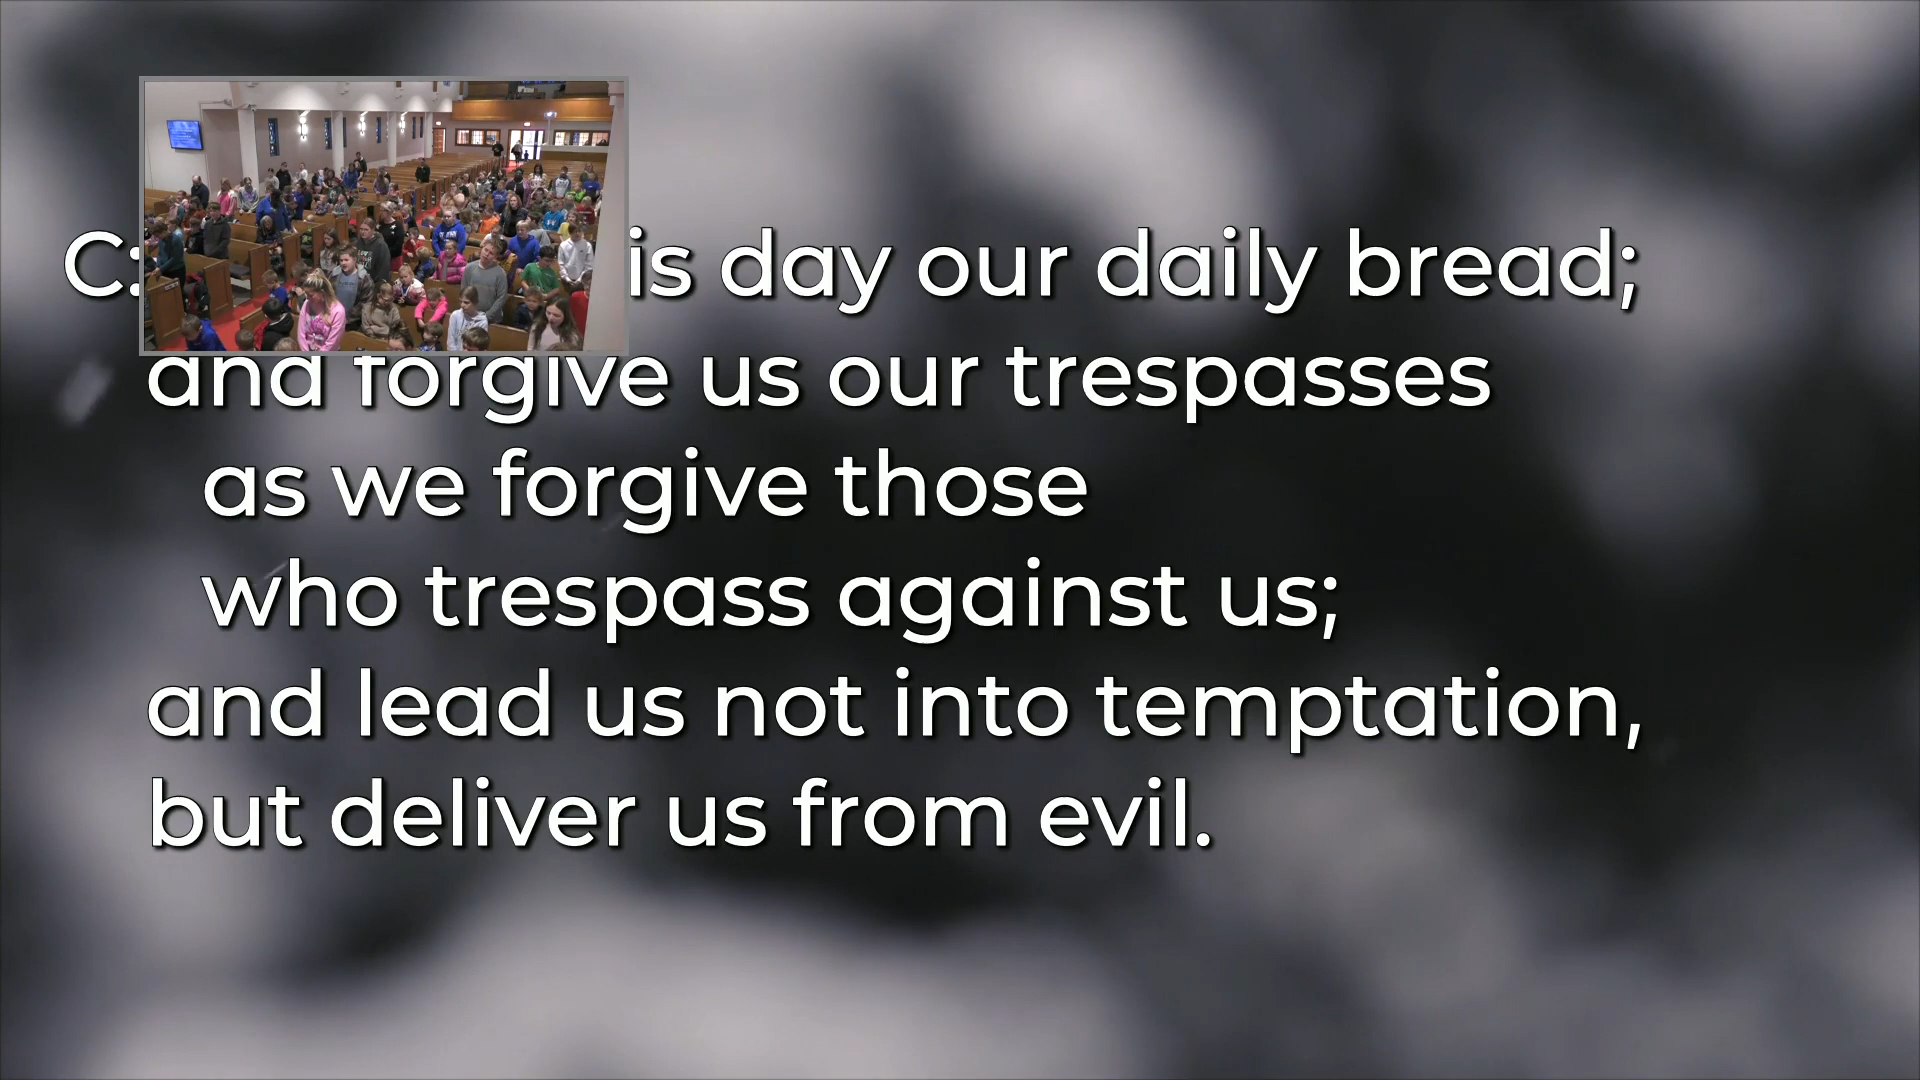 C: is day our daily bread;
and forgive us our trespasses
as we forgive those
who trespass against us;
and lead us not into temptation,
but deliver us from evil.